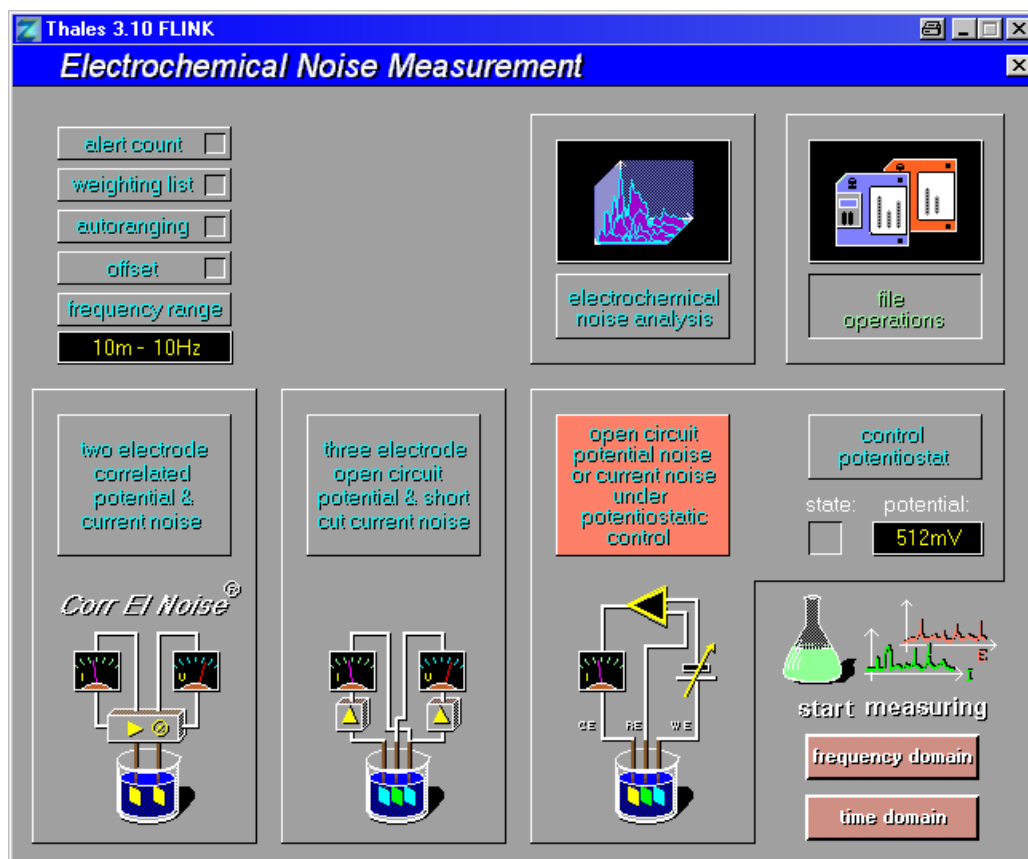 Thales 3.10 FLINK
Electrochemical Noise Measurement
alert count
weighting list
autoranging
offset
frequency range
10m - 10Hz
electrochemical
noise analysis
file
operations
two electrode
correlated
potential &
current noise
three electrode
open circuit
potential & short
cut current noise
open circuit
potential noise
or current noise
under
potentiostatic
control
control
potentiostat
state: potential:
512mV
Corr El Noise®
I U
I U
I
CE RE WE
E
I
start measuring
frequency domain
time domain